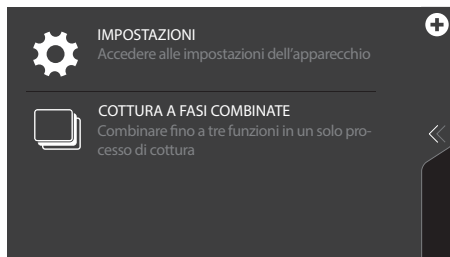 IMPOSTAZIONI
Accedere alle impostazioni dell'apparecchio
COTTURA A FASI COMBINATE
Combinare fino a tre funzioni in un solo pro-
cesso di cottura